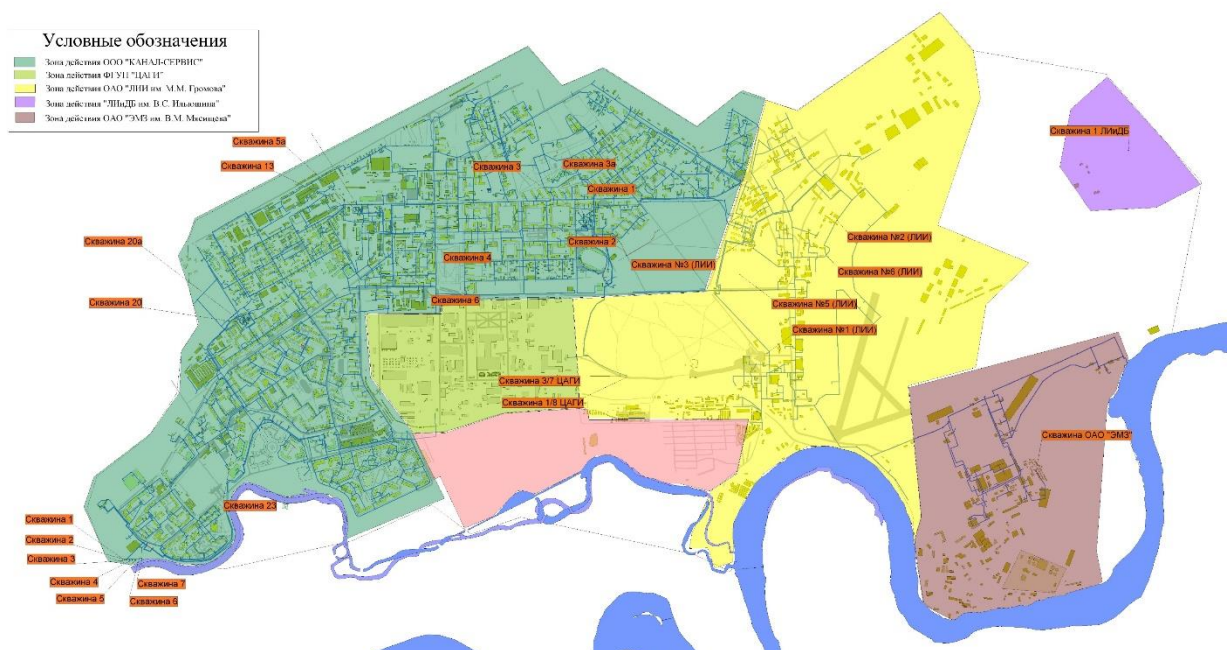 Условные обозначения
Зона действия ООО "КАНАЛ-СЕРВИС"
Зона действия ФГУП "ЦАГИ"
Зона действия ОАО "ЛИИ им. М.М. Громова"
Зона действия "ЛИиДБ им. В.С. Ильюшина"
Зона действия ОАО "ЭМЗ им. В.М. Мясищева"
Скважина 1 ЛИиДБ
Скважина 5а
Скважина 13
Скважина 3
Скважина 3а
Скважина 1
Скважина 20а
Скважина 2
Скважина №2 (ЛИИ)
Скважина 4
Скважина №3 (ЛИИ)
Скважина №6 (ЛИИ)
Скважина 20
Скважина 6
Скважина №5 (ЛИИ)
Скважина №1 (ЛИИ)
Скважина 3/7 ЦАГИ
Скважина 1/8 ЦАГИ
Скважина ОАО "ЭМЗ"
Скважина 23
Скважина 1
Скважина 2
Скважина 3
Скважина 4
Скважина 7
Скважина 5
Скважина 6